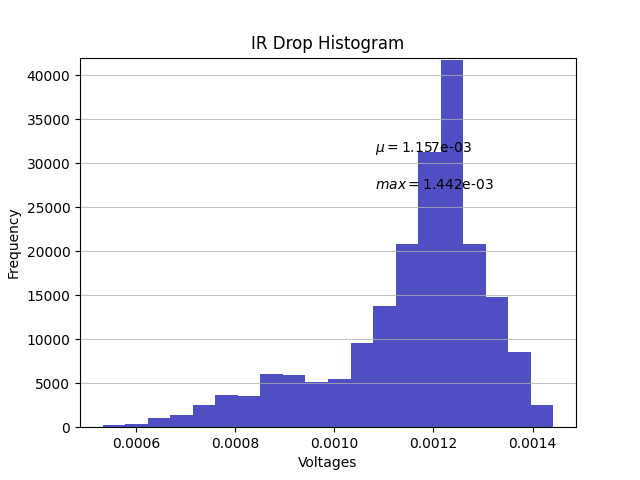 IR Drop Histogram
40000
35000
30000
25000
20000
15000
10000
5000
0
Frequency
μ = 1.157e-03
max = 1.442e-03
0.0006 0.0008 0.0010 0.0012 0.0014
Voltages